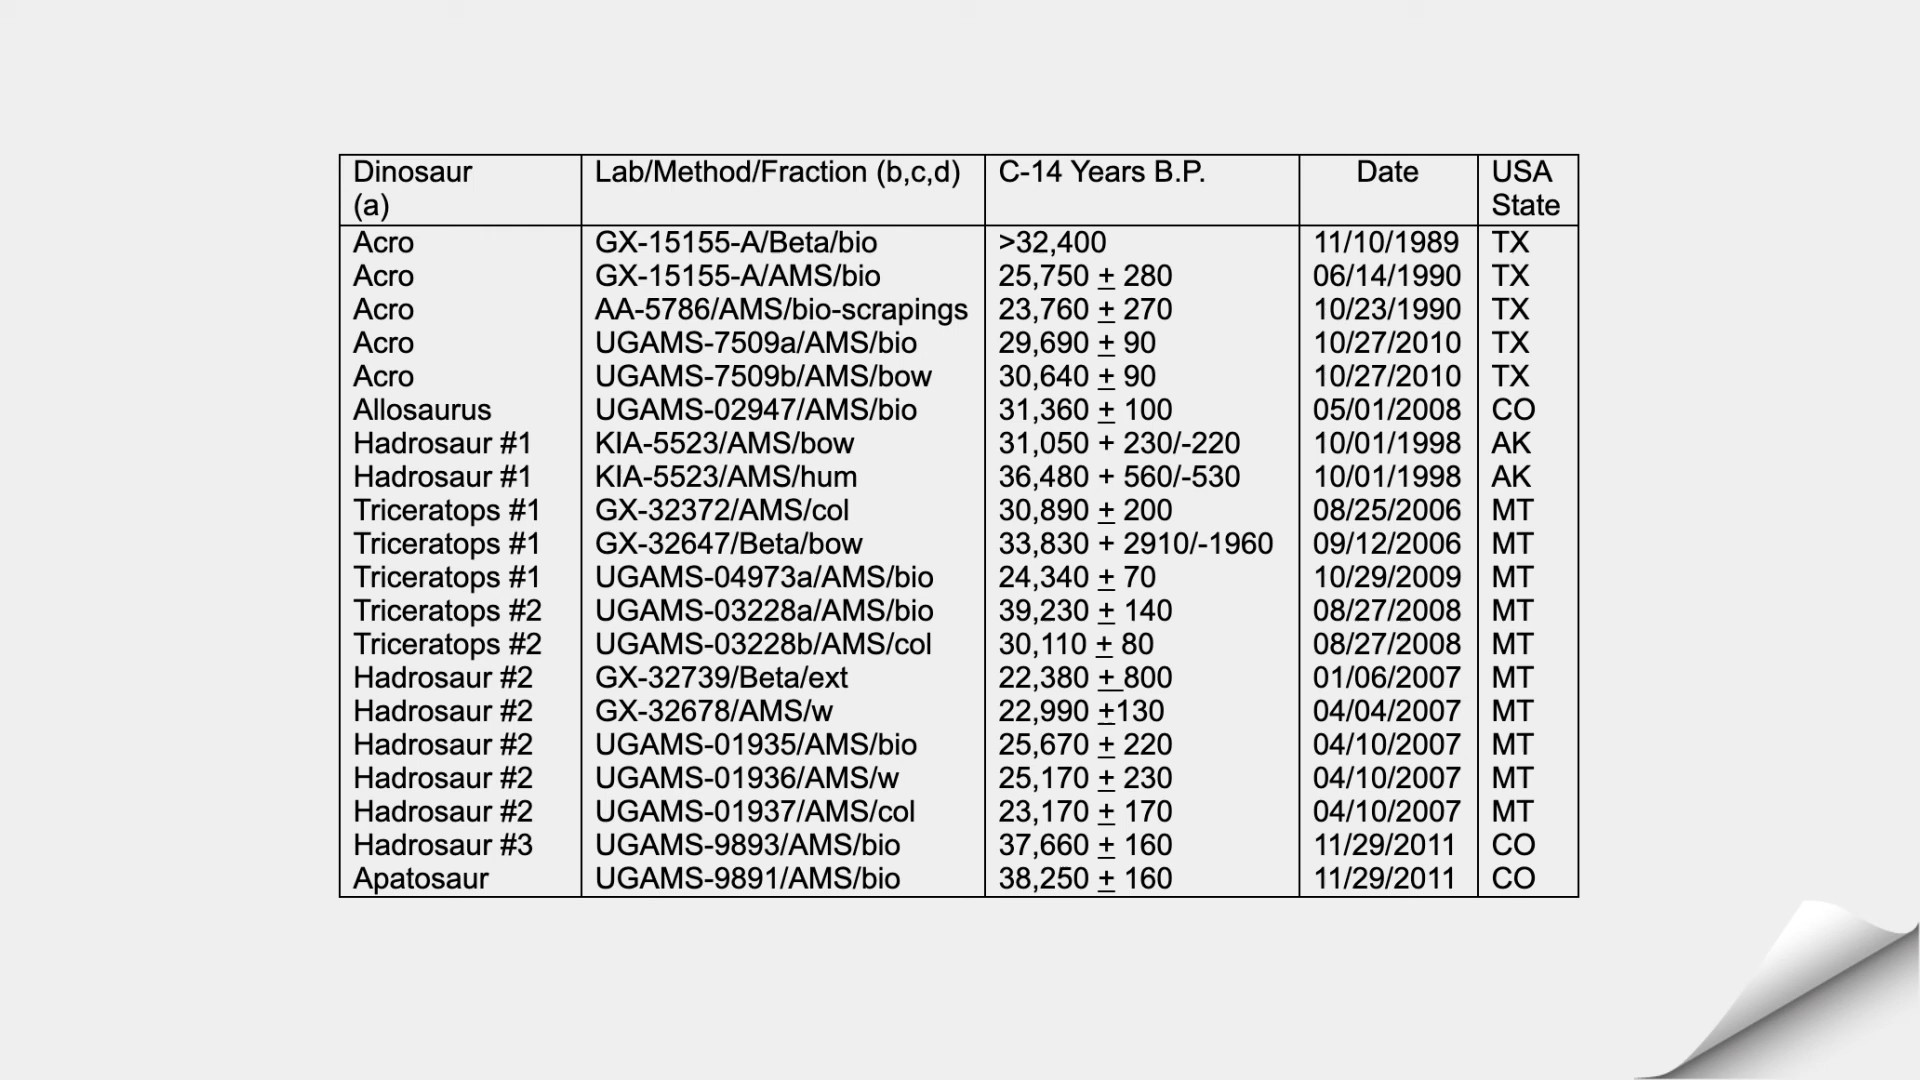 Dinosaur (a) Lab/Method/Fraction (b,c,d) C-14 Years B.P. Date USA State
Acro GX-15155-A/Beta/bio >32,400 11/10/1989 TX
Acro GX-15155-A/AMS/bio 25,750 ± 280 06/14/1990 TX
Acro AA-5786/AMS/bio-scrapings 23,760 ± 270 10/23/1990 TX
Acro UGAMS-7509a/AMS/bio 29,690 ± 90 10/27/2010 TX
Acro UGAMS-7509b/AMS/bow 30,640 ± 90 10/27/2010 TX
Allosaurus UGAMS-02947/AMS/bio 31,360 ± 100 05/01/2008 CO
Hadrosaur #1 KIA-5523/AMS/bow 31,050 + 230/-220 10/01/1998 AK
Hadrosaur #1 KIA-5523/AMS/hum 36,480 + 560/-530 10/01/1998 AK
Triceratops #1 GX-32372/AMS/col 30,890 ± 200 08/25/2006 MT
Triceratops #1 GX-32647/Beta/bow 33,830 + 2910/-1960 09/12/2006 MT
Triceratops #1 UGAMS-04973a/AMS/bio 24,340 ± 70 10/29/2009 MT
Triceratops #2 UGAMS-03228a/AMS/bio 39,230 ± 140 08/27/2008 MT
Triceratops #2 UGAMS-03228b/AMS/col 30,110 ± 80 08/27/2008 MT
Hadrosaur #2 GX-32739/Beta/ext 22,380 ± 800 01/06/2007 MT
Hadrosaur #2 GX-32678/AMS/w 22,990 ±130 04/04/2007 MT
Hadrosaur #2 UGAMS-01935/AMS/bio 25,670 ± 220 04/10/2007 MT
Hadrosaur #2 UGAMS-01936/AMS/w 25,170 ± 230 04/10/2007 MT
Hadrosaur #2 UGAMS-01937/AMS/col 23,170 ± 170 04/10/2007 MT
Hadrosaur #3 UGAMS-9893/AMS/bio 37,660 ± 160 11/29/2011 CO
Apatosaur UGAMS-9891/AMS/bio 38,250 ± 160 11/29/2011 CO